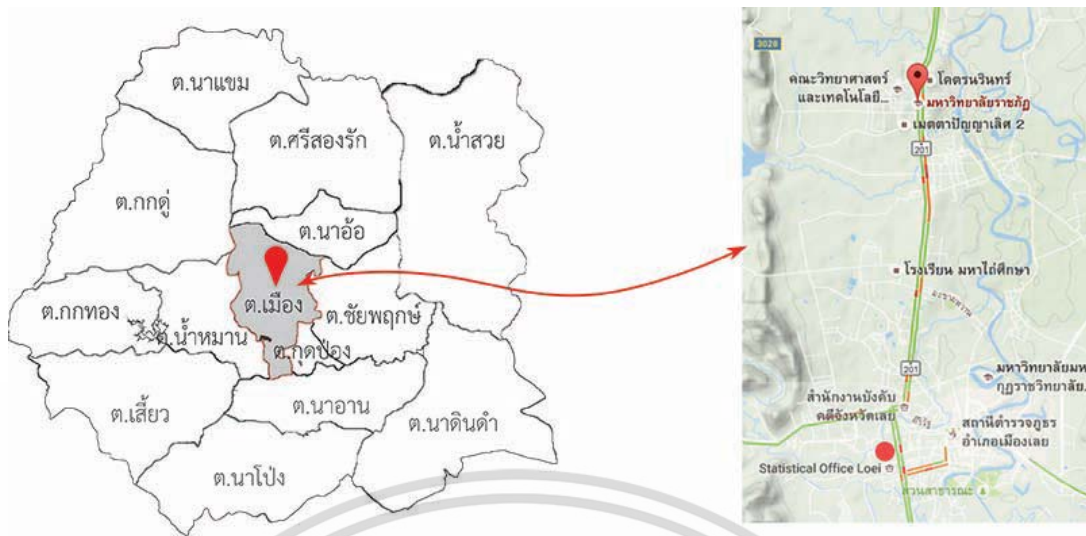 ต.นาแขม
ต.ศรีสองรัก
ต.น้ำสวย
ต.กกดู่
ต.นาอ้อ
ต.เมือง
ต.กกทอง
ต.น้ำหมาน
ต.ชัยพฤกษ์
ต.กุดป่อง
ต.เสี้ยว
ต.นาอาน
ต.นาดินดำ
ต.นาโป่ง
3028
คณะวิทยาศาสตร์
และเทคโนโลยี...
โคตรนรินทร์
มหาวิทยาลัยราชภัฏ
เมตตาปัญญาเลิศ 2
201
โรงเรียน มหาไถ่ศึกษา
201
มหาวิทยาลัยมห
กุฏราชวิทยาลัย.
สำนักงานบังคับ
คดีจังหวัดเลย
สถานีตำรวจภูธร
อำเภอเมืองเลย
Statistical Office Loei
สวนสาธารณะ